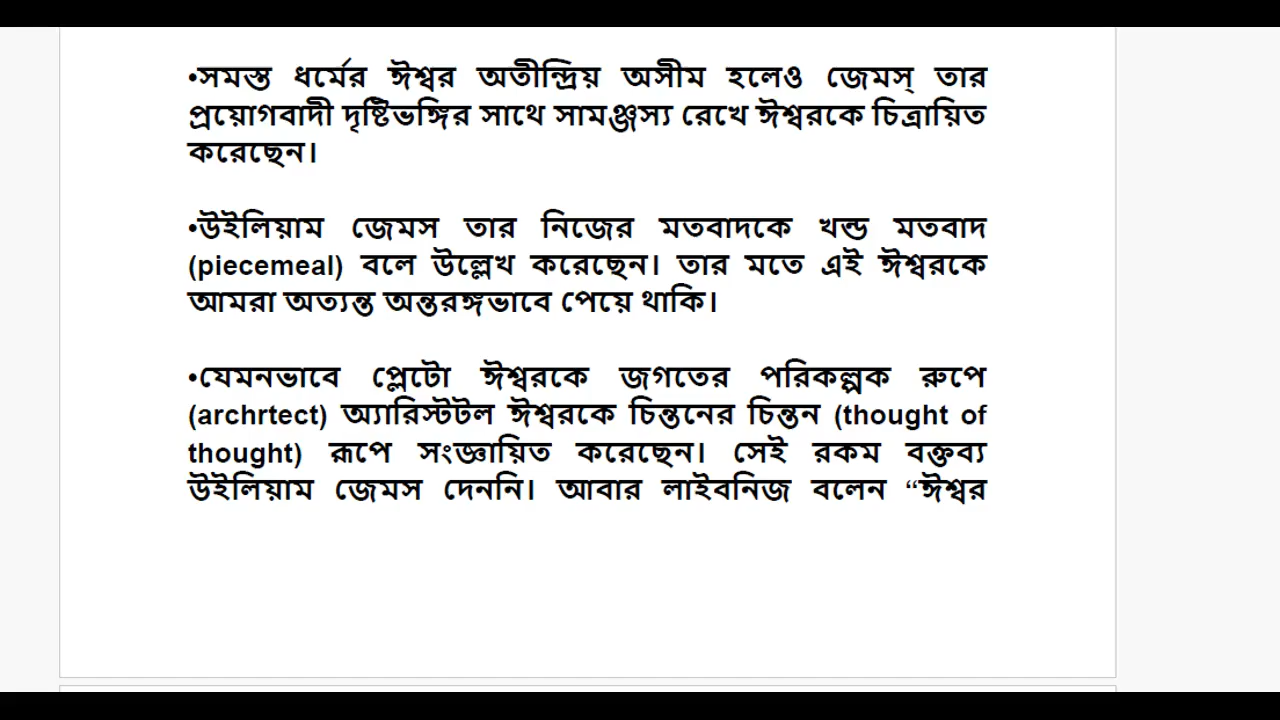 •সমস্ত ধর্মের ঈশ্বর অতীন্দ্রিয় অসীম হলেও জেমস্ তার
প্রয়োগবাদী দৃষ্টিভঙ্গির সাথে সামঞ্জস্য রেখে ঈশ্বরকে চিত্রায়িত
করেছেন।
•উইলিয়াম জেমস তার নিজের মতবাদকে খন্ড মতবাদ
(piecemeal) বলে উল্লেখ করেছেন। তার মতে এই ঈশ্বরকে
আমরা অত্যন্ত অন্তরঙ্গভাবে পেয়ে থাকি।
•যেমনভাবে প্লেটো ঈশ্বরকে জগতের পরিকল্পক রুপে
(archrtect) অ্যারিস্টটল ঈশ্বরকে চিন্তনের চিন্তন (thought of
thought) রূপে সংজ্ঞায়িত করেছেন। সেই রকম বক্তব্য
উইলিয়াম জেমস দেননি। আবার লাইবনিজ বলেন “ঈশ্বর